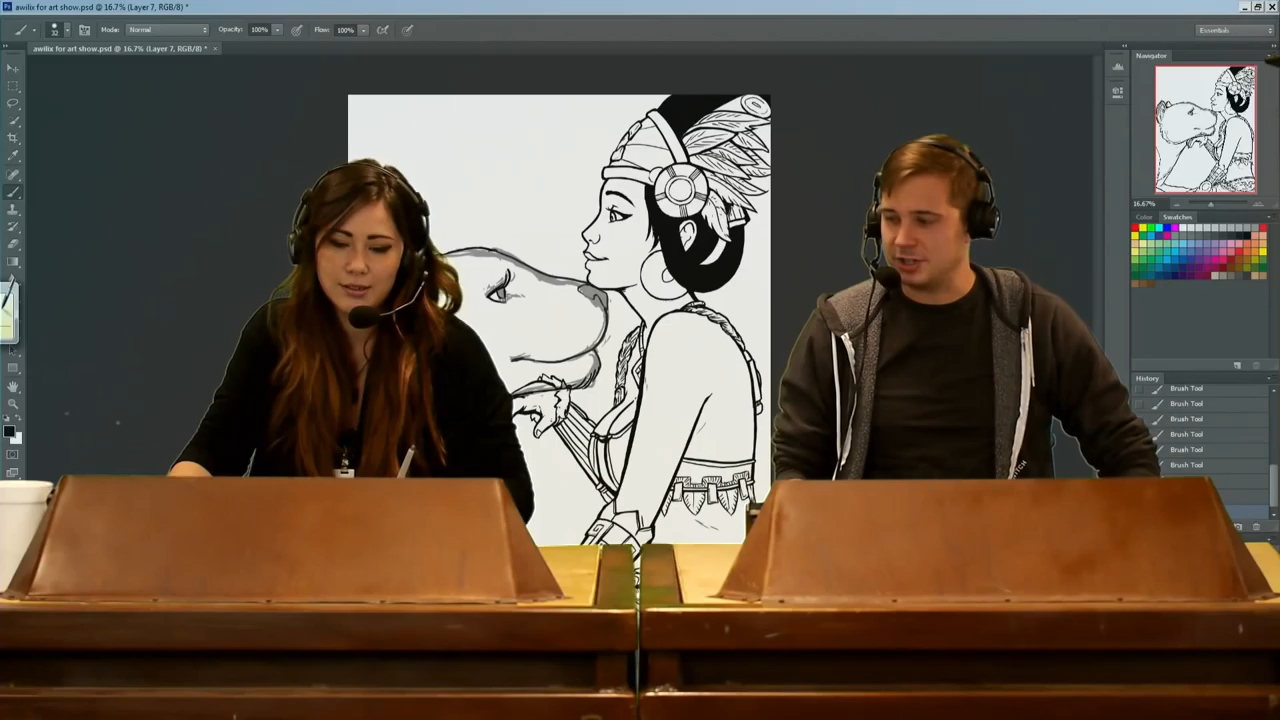 awilix for art show.psd @ 16.7% (Layer 7, RGB/8) *
32
Mode: Normal
Opacity: 100%
Flow: 100%
Essentials
awilix for art show.psd @ 16.7% (Layer 7, RGB/8) * ×
Navigator
16.67%
Color Swatches
History
Brush Tool
Brush Tool
Brush Tool
Brush Tool
Brush Tool
Brush Tool